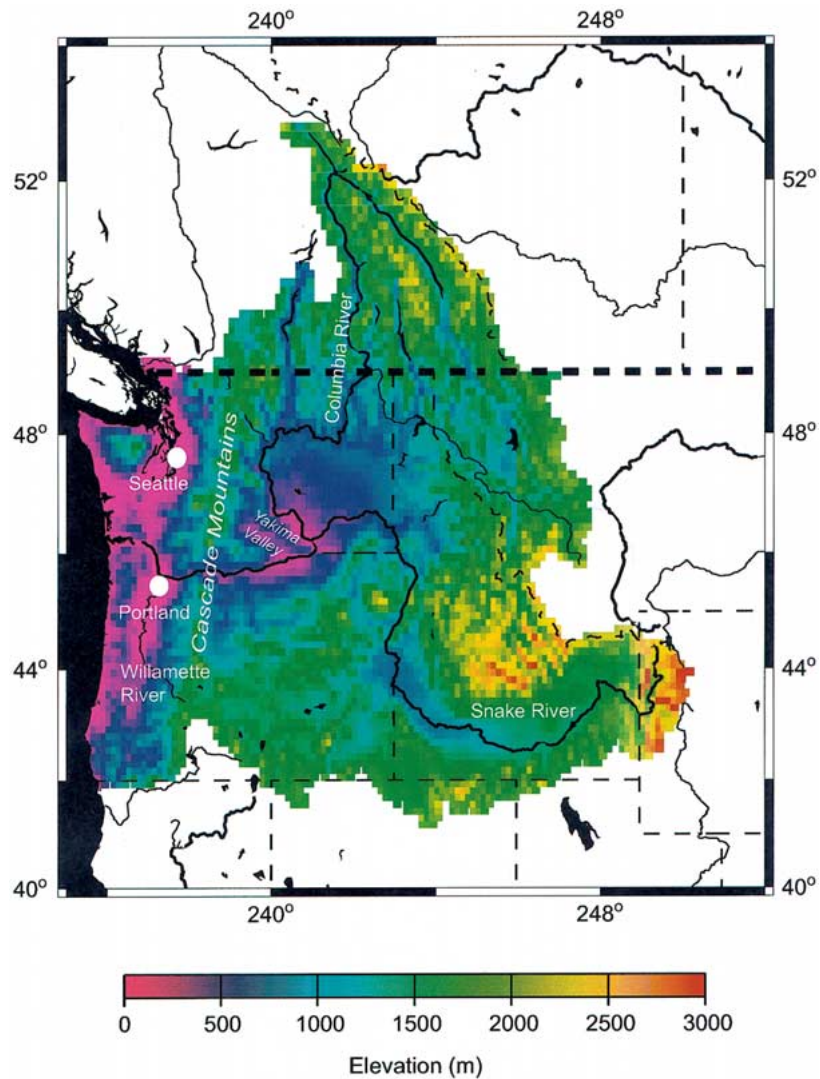 240°
248°
52°
52°
Columbia River
48°
48°
Seattle
Cascade Mountains
Yakima
Valley
Portland
Willamette
River
44°
44°
Snake River
40°
40°
240°
248°
0
500
1000
1500
2000
2500
3000
Elevation (m)